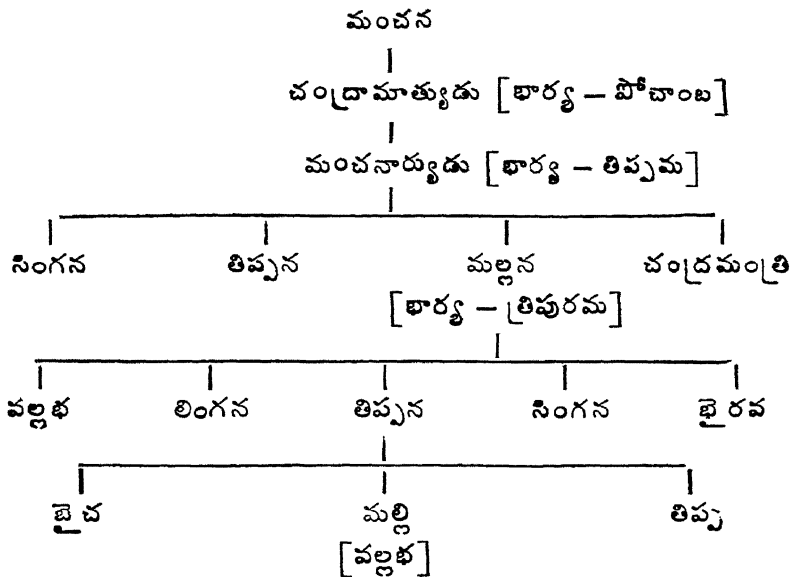 మంచన
చంద్రామాత్యుడు [భార్య – పోచాంబ]
మంచనార్యుడు [భార్య – తిప్పమ]
సింగన తిప్పన మల్లన చంద్రమంత్రి
[భార్య – త్రిపురమ]
వల్లభ లింగన తిప్పన సింగన భైరవ
బైచ మల్లి తిప్ప
[వల్లభ]